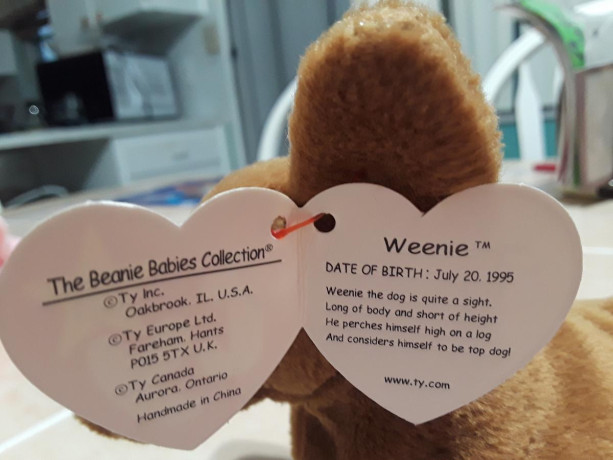 The Beanie Babies Collection®
©Ty Inc.
Oakbrook. IL. U.S.A.
©Ty Europe Ltd.
Fareham, Hants
PO15 5TX U.K.
©Ty Canada
Aurora, Ontario
Handmade in China
Weenie ™
DATE OF BIRTH : July 20, 1995
Weenie the dog is quite a sight.
Long of body and short of height
He perches himself high on a log
And considers himself to be top dog!
www.ty.com